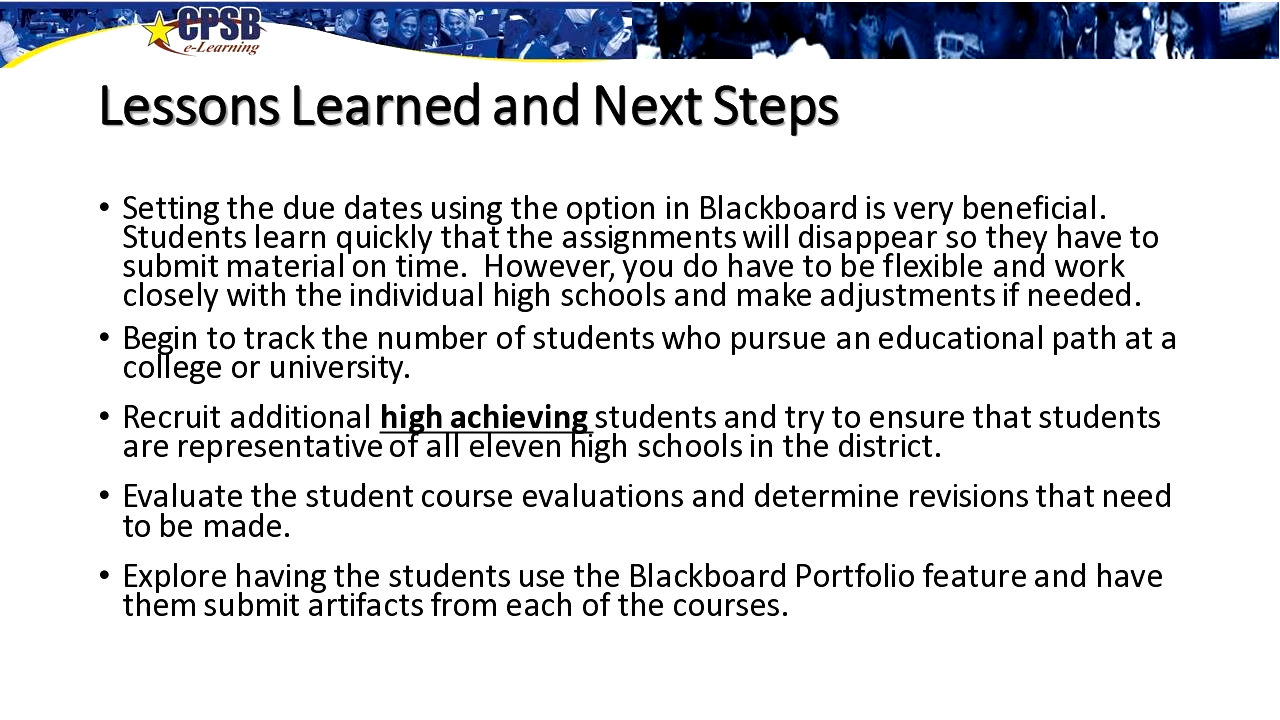 CPSB
e-Learning
Lessons Learned and Next Steps
• Setting the due dates using the option in Blackboard is very beneficial.
Students learn quickly that the assignments will disappear so they have to
submit material on time.  However, you do have to be flexible and work
closely with the individual high schools and make adjustments if needed.
• Begin to track the number of students who pursue an educational path at a
college or university.
• Recruit additional high achieving students and try to ensure that students
are representative of all eleven high schools in the district.
• Evaluate the student course evaluations and determine revisions that need
to be made.
• Explore having the students use the Blackboard Portfolio feature and have
them submit artifacts from each of the courses.